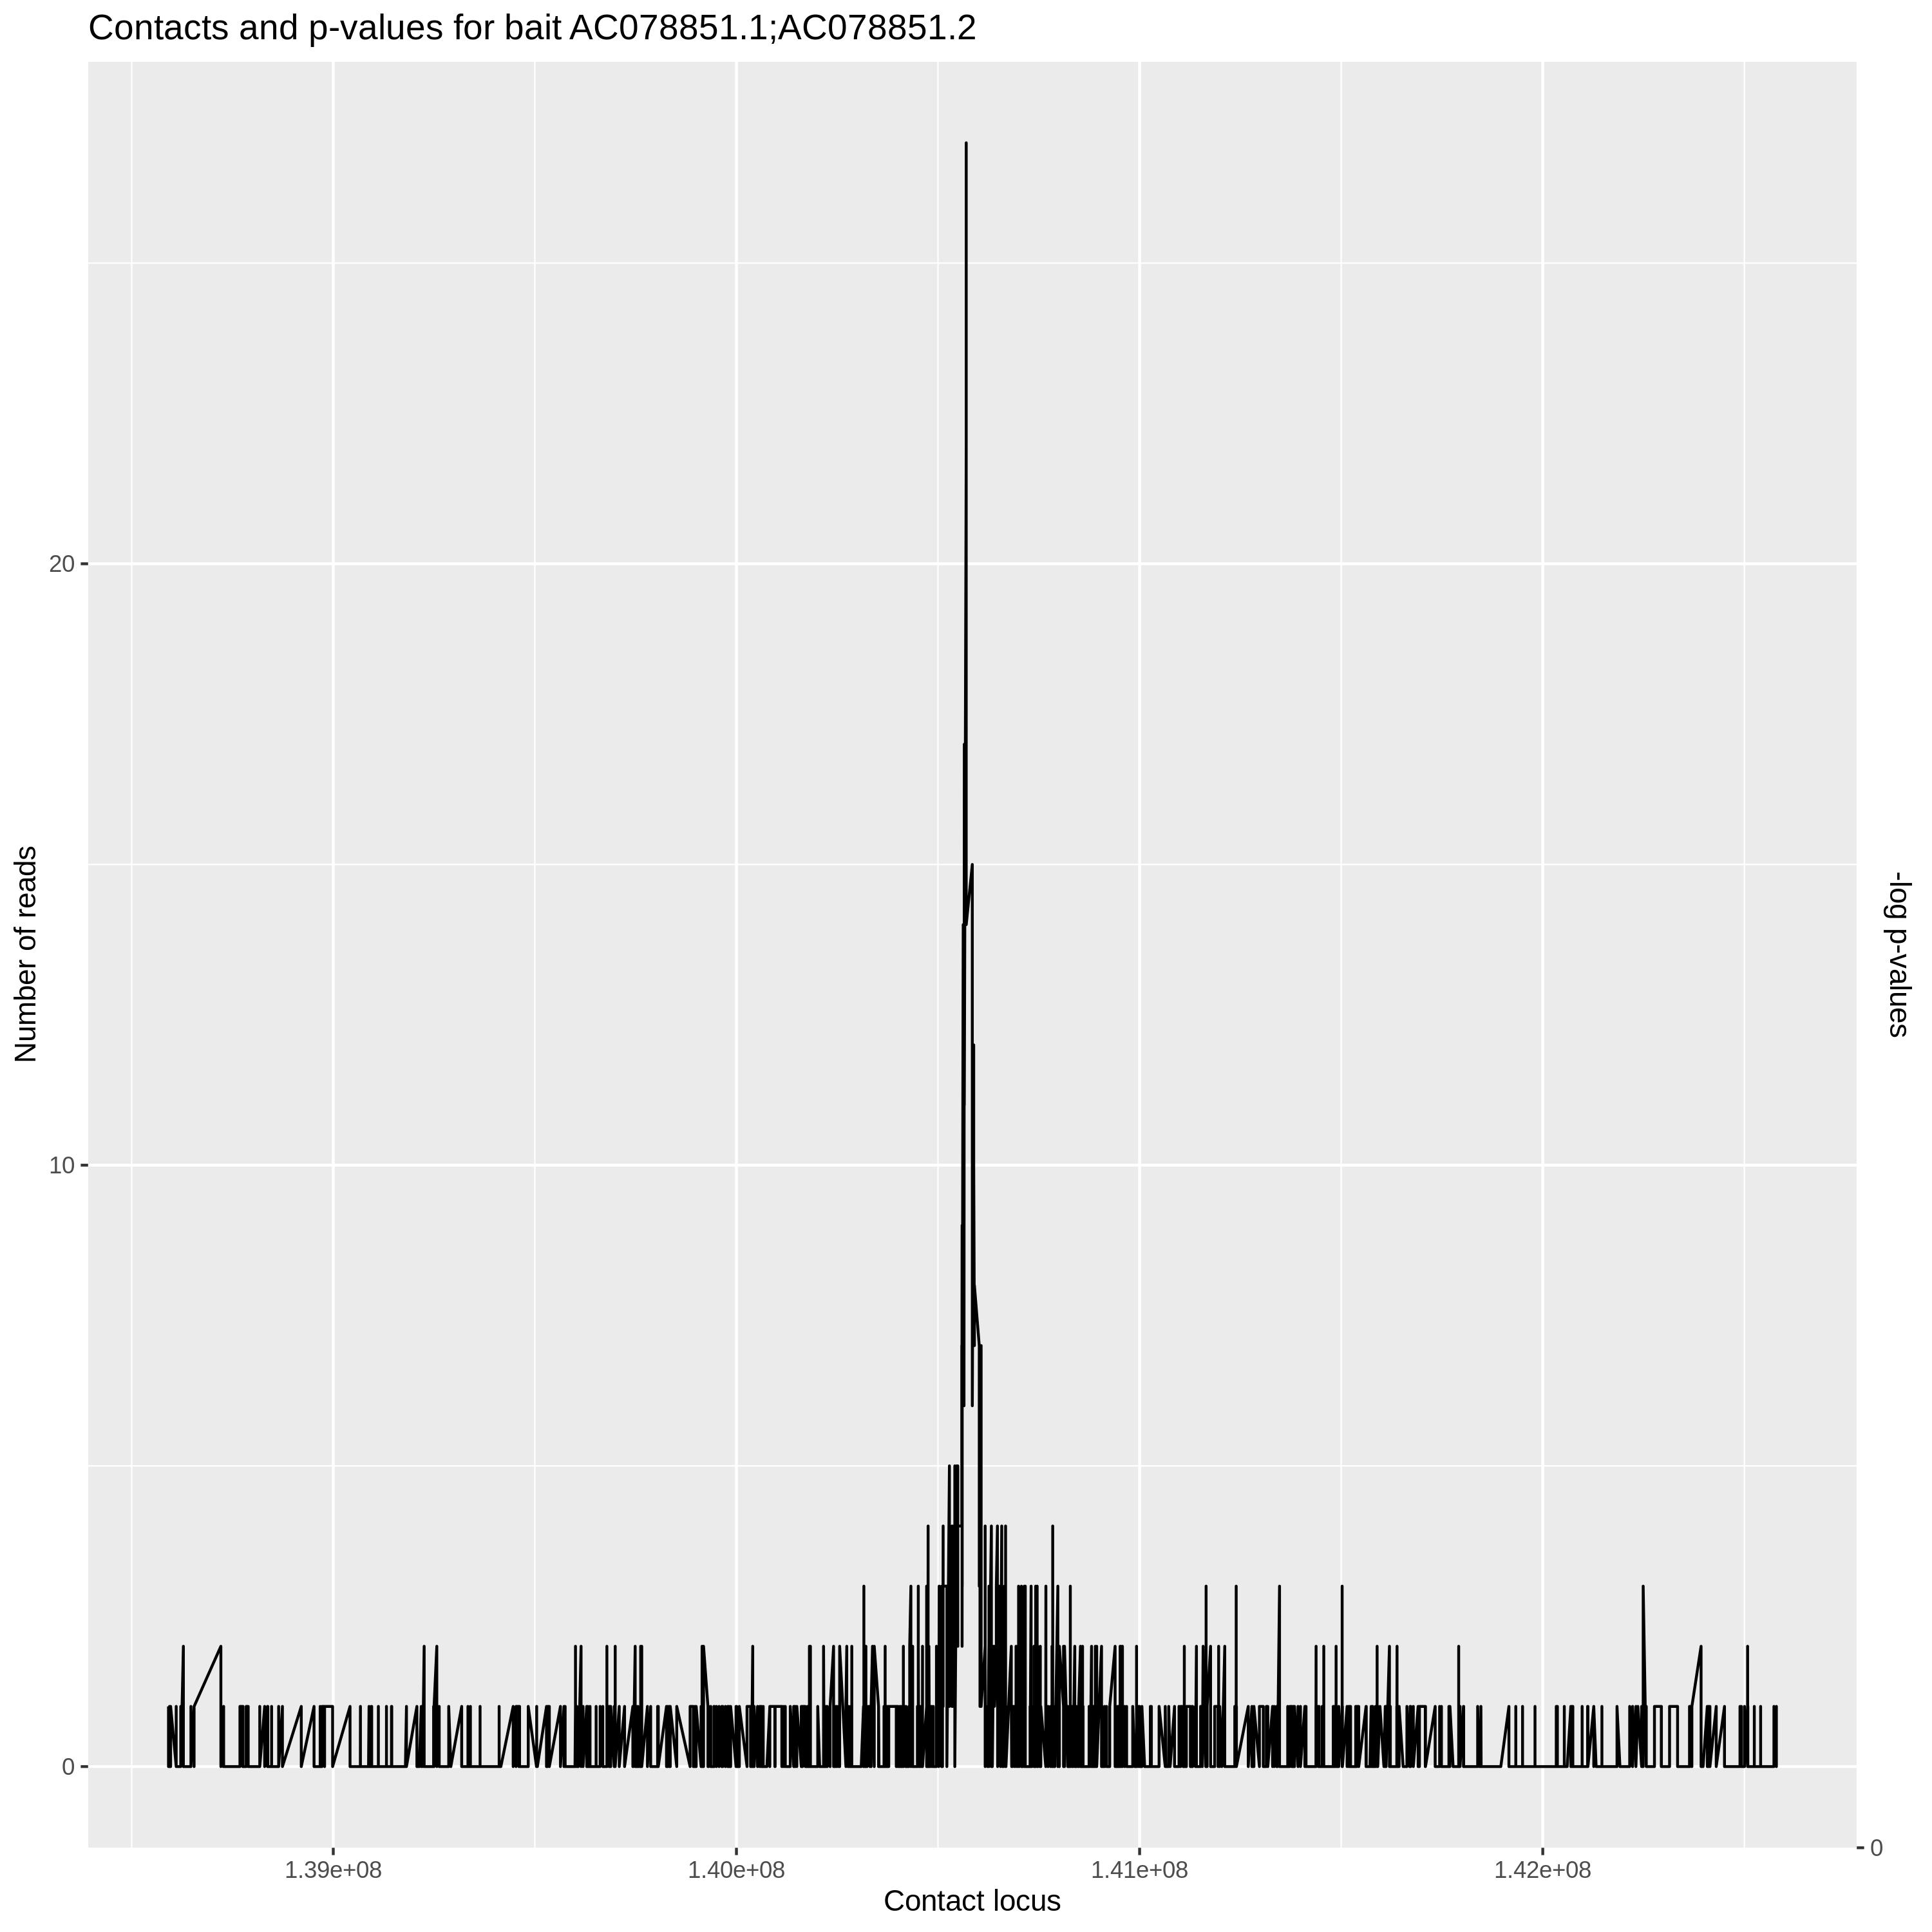 Contacts and p-values for bait AC078851.1;AC078851.2
Number of reads
20
10
0
-log p-values
0
1.39e+08
1.40e+08
1.41e+08
1.42e+08
Contact locus